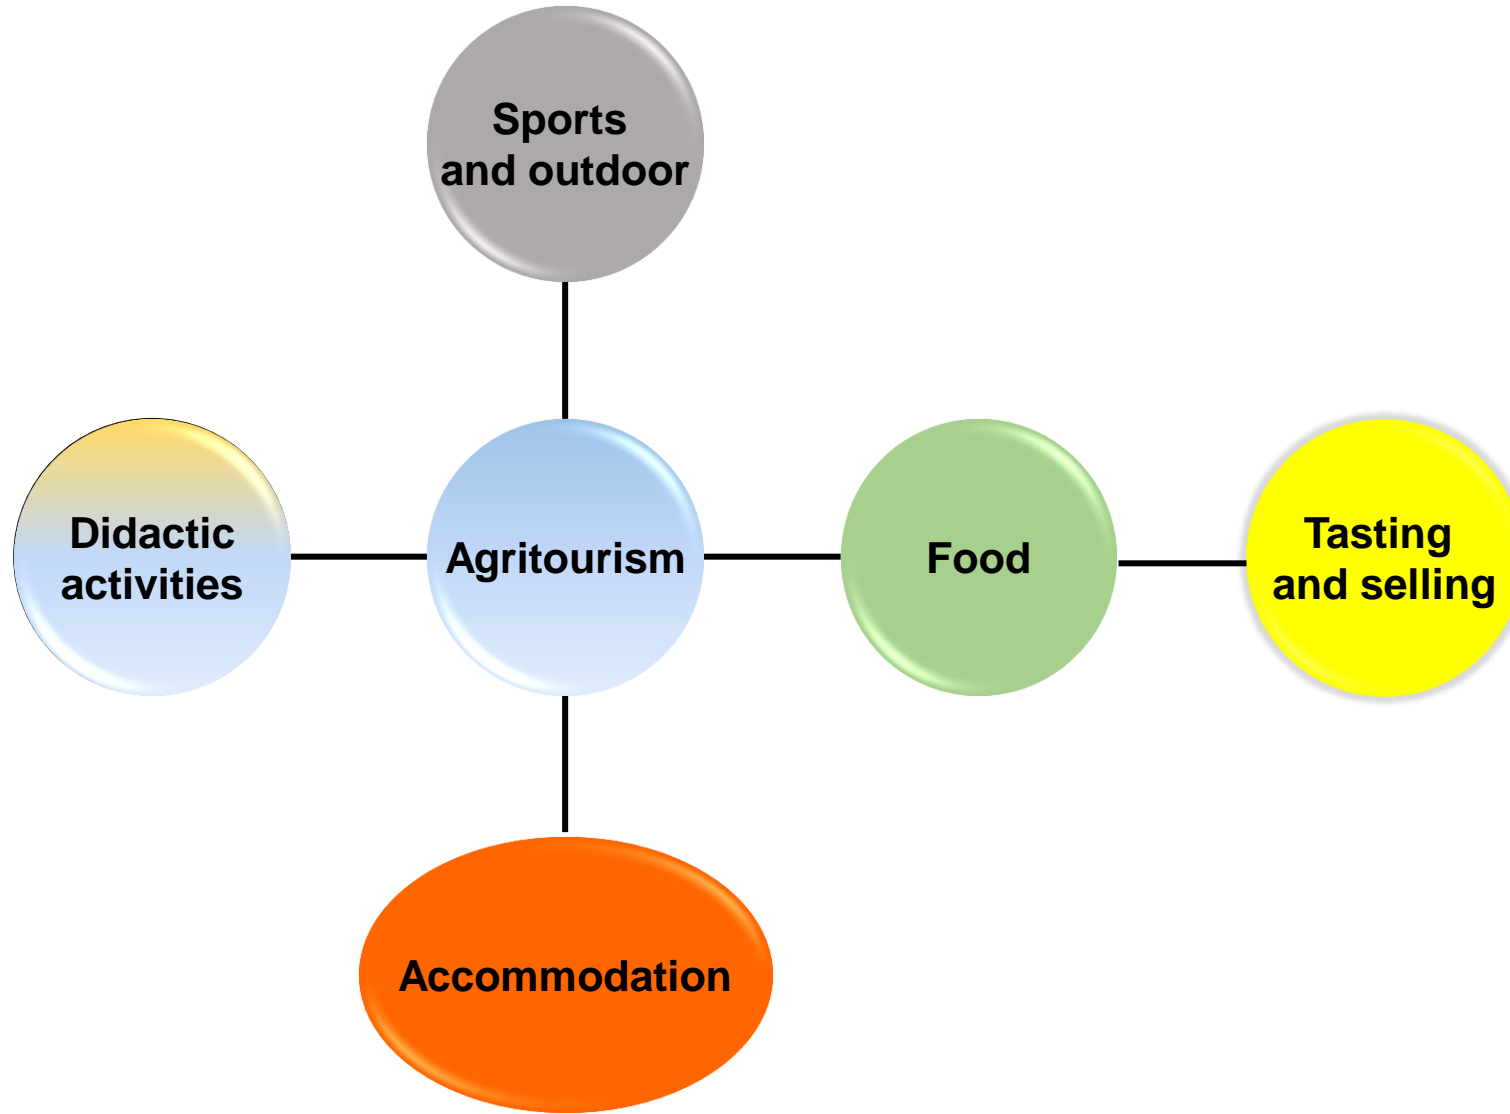 Sports
and outdoor
Didactic
activities
Agritourism
Food
Tasting
and selling
Accommodation